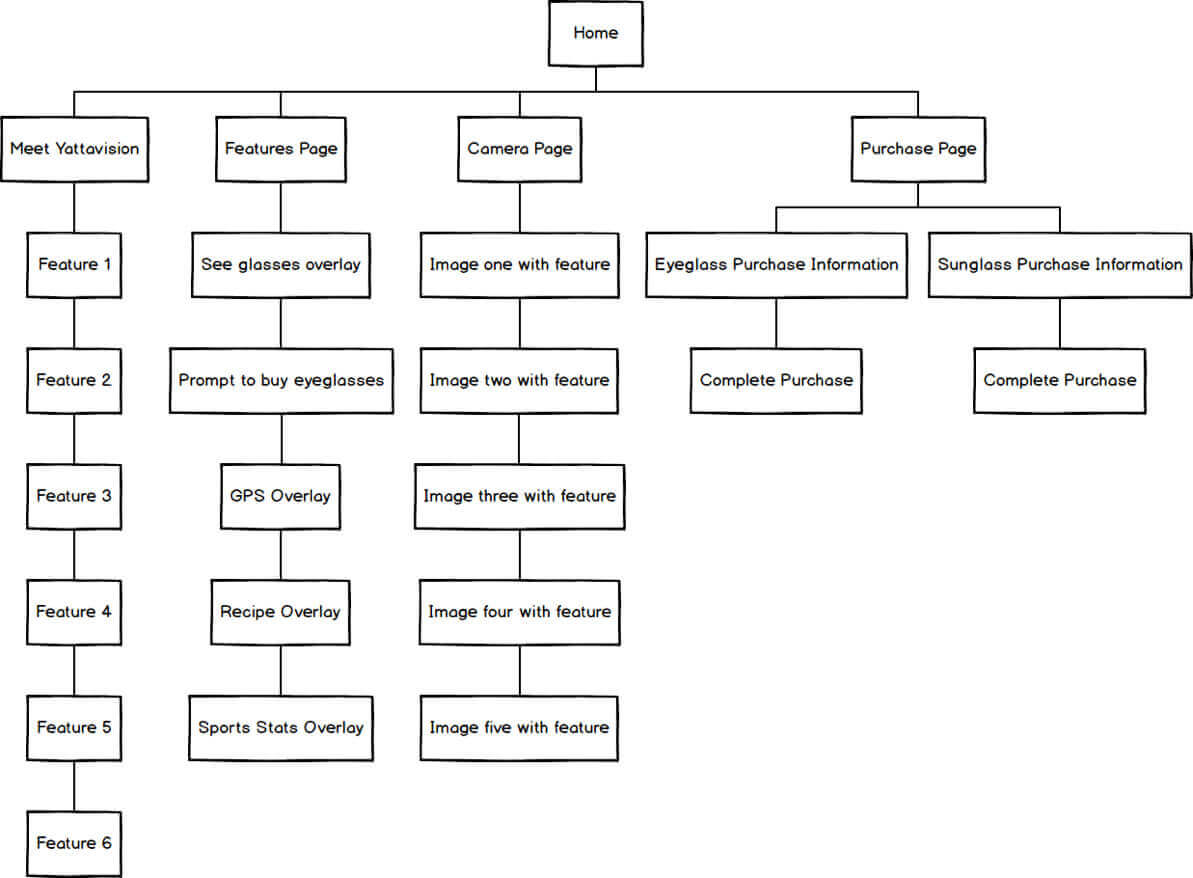 Home
Meet Yattavision
Features Page
Camera Page
Purchase Page
Feature 1
See glasses overlay
Image one with feature
Eyeglass Purchase Information
Sunglass Purchase Information
Feature 2
Prompt to buy eyeglasses
Image two with feature
Complete Purchase
Complete Purchase
Feature 3
GPS Overlay
Image three with feature
Feature 4
Recipe Overlay
Image four with feature
Feature 5
Sports Stats Overlay
Image five with feature
Feature 6